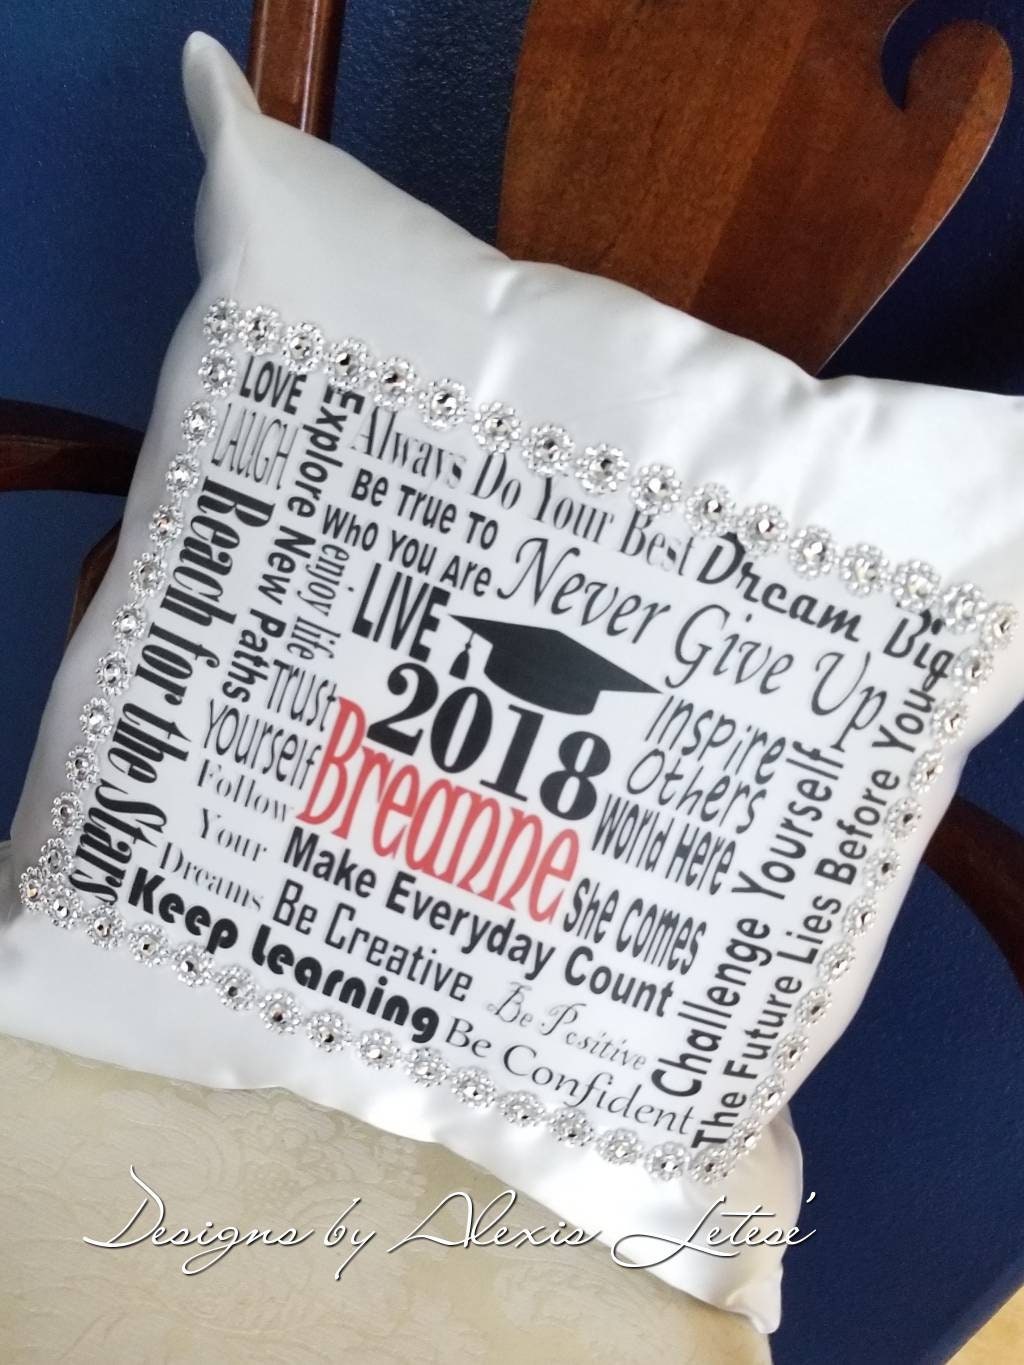 LOVE
LAUGH
Reach for the Stars
Explore New Paths
enjoy life
Always Do Your Best
Be True To
Who You Are
LIVE
Never Give Up
Dream Big
2018
Breanne
Trust
Yourself
Follow
Your
Dreams
Inspire
Others
World Here
She Comes
Make Everyday Count
Be Creative
Keep Learning
Be Positive
Be Confident
Challenge Yourself
The Future Lies Before You
Designs by Alexis Letese'